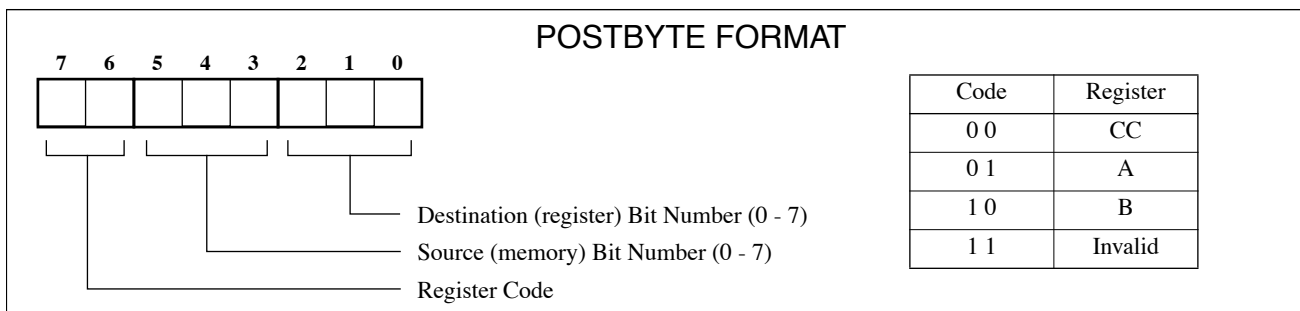 POSTBYTE FORMAT
7 6 5 4 3 2 1 0
Destination (register) Bit Number (0 - 7)
Source (memory) Bit Number (0 - 7)
Register Code
Code Register
0 0 CC
0 1 A
1 0 B
1 1 Invalid